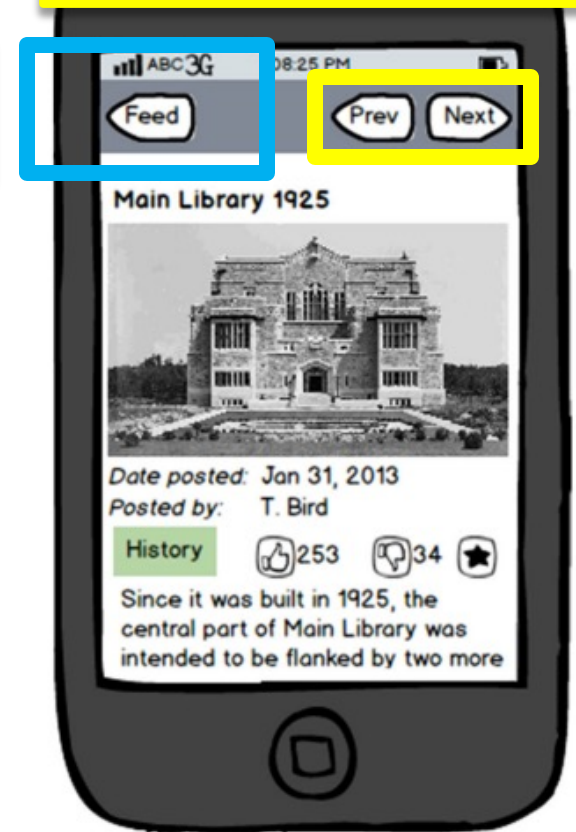 ABC 3G 08:25 PM
Feed Prev Next
Main Library 1925
Date posted: Jan 31, 2013
Posted by: T. Bird
History 253 34
Since it was built in 1925, the
central part of Main Library was
intended to be flanked by two more